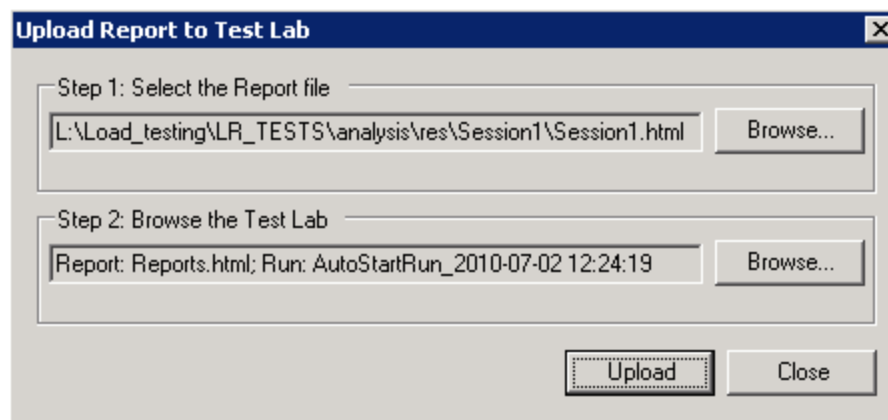 Upload Report to Test Lab
Step 1: Select the Report file
L:\Load_testing\LR_TESTS\analysis\res\Session1\Session1.html
Browse...
Step 2: Browse the Test Lab
Report: Reports.html; Run: AutoStartRun_2010-07-02 12:24:19
Browse...
Upload
Close